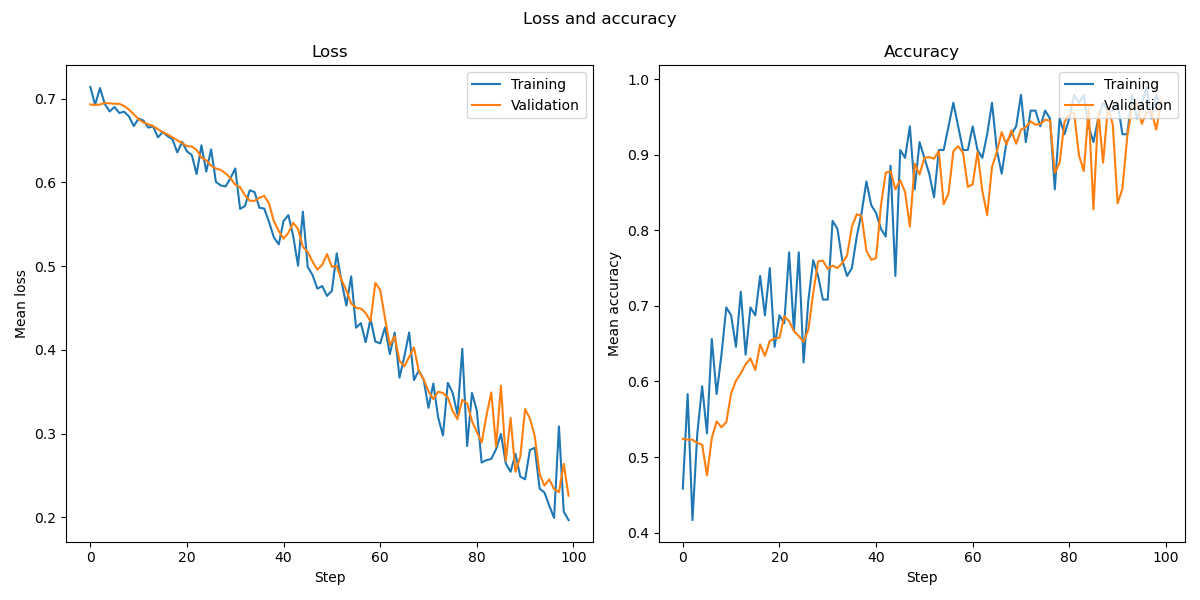 Loss and accuracy
Loss
Accuracy
Training
Validation
Training
Validation
0.7
0.6
0.5
0.4
0.3
0.2
Mean loss
0
20
40
60
80
100
Step
1.0
0.9
0.8
0.7
0.6
0.5
0.4
Mean accuracy
0
20
40
60
80
100
Step